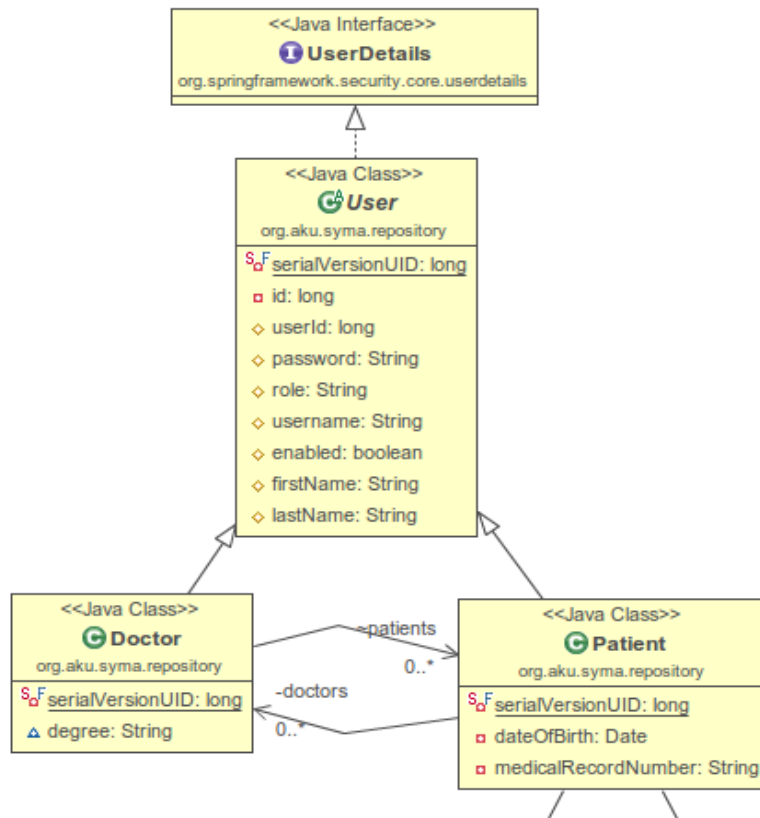 <<Java Interface>>
UserDetails
org.springframework.security.core.userdetails
<<Java Class>>
User
org.aku.syma.repository
serialVersionUID: long
id: long
userId: long
password: String
role: String
username: String
enabled: boolean
firstName: String
lastName: String
<<Java Class>>
Doctor
org.aku.syma.repository
serialVersionUID: long
degree: String
~patients
0..*
-doctors
0..*
<<Java Class>>
Patient
org.aku.syma.repository
serialVersionUID: long
dateOfBirth: Date
medicalRecordNumber: String